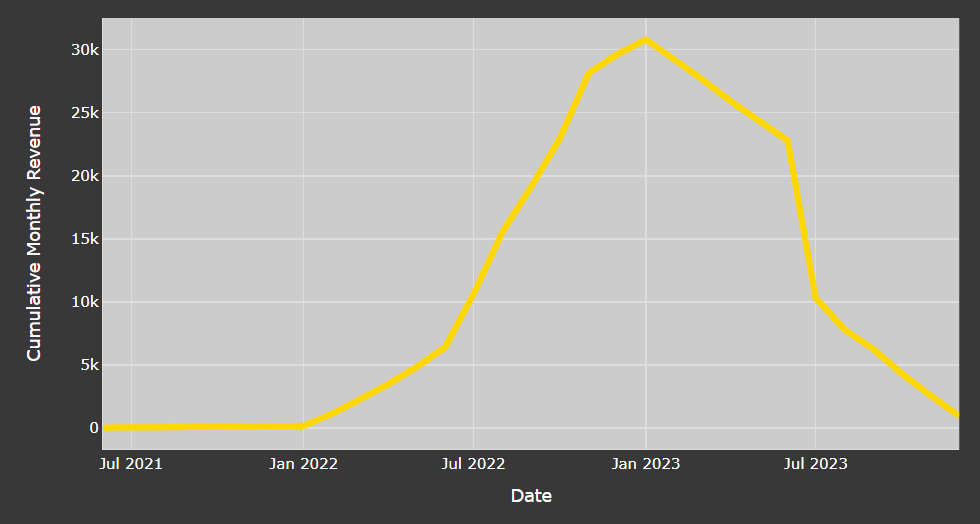 Cumulative Monthly Revenue
30k
25k
20k
15k
10k
5k
0
Jul 2021
Jan 2022
Jul 2022
Jan 2023
Jul 2023
Date